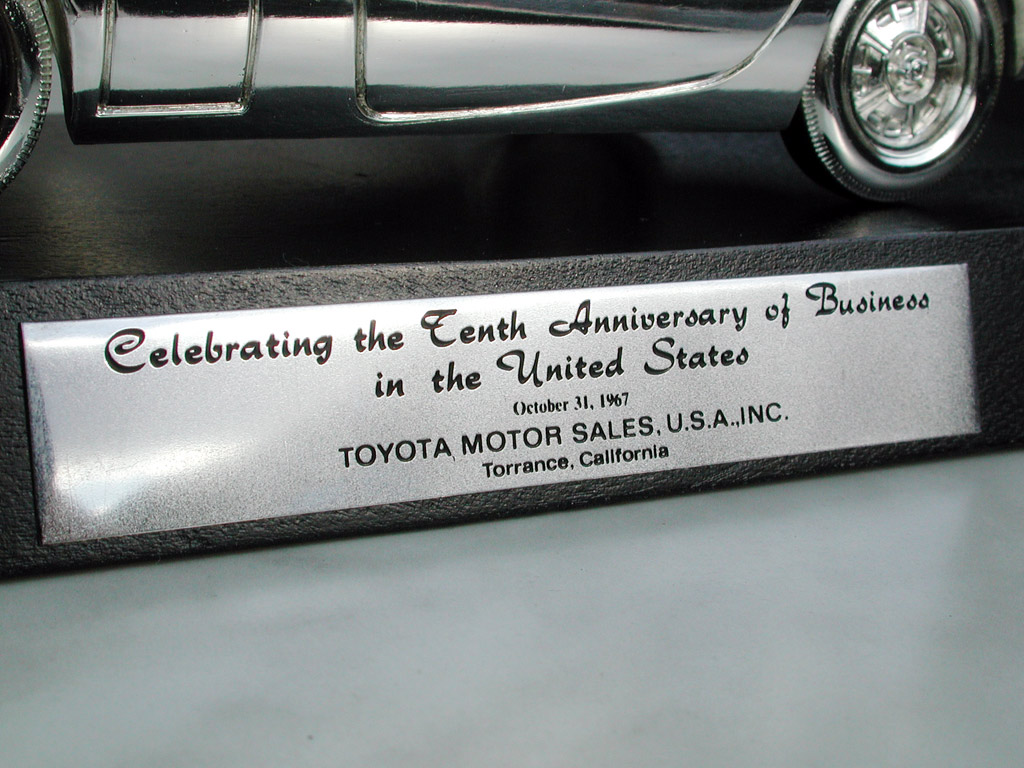 Celebrating the Tenth Anniversary of Business
in the United States
October 31, 1967
TOYOTA MOTOR SALES, U.S.A.,INC.
Torrance, California